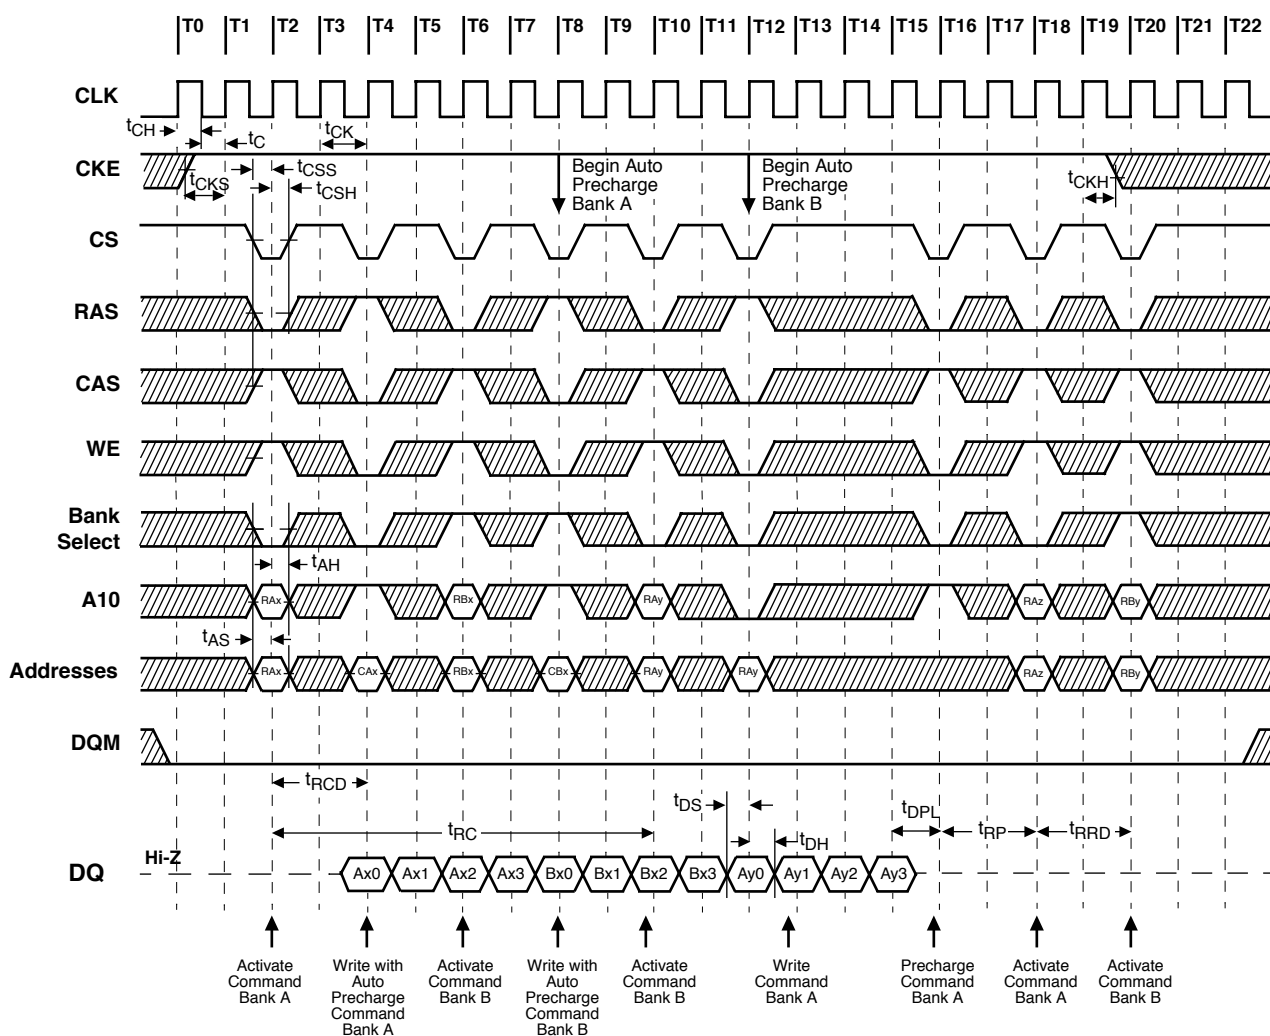 T0 T1 T2 T3 T4 T5 T6 T7 T8 T9 T10 T11 T12 T13 T14 T15 T16 T17 T18 T19 T20 T21 T22
CLK
tCH
tC
tCK
CKE
tCKS
tCSS
tCSH
Begin Auto
Precharge
Bank A
Begin Auto
Precharge
Bank B
tCKH
CS
RAS
CAS
WE
Bank
Select
tAH
A10
RAx RBx RAy RAz RBy
tAS
Addresses
RAx CAx RBx CBx RAy RAy RAz RBy
DQM
tRCD
tRC
tDS
tDH
tDPL
tRP
tRRD
Hi-Z
DQ
Ax0 Ax1 Ax2 Ax3 Bx0 Bx1 Bx2 Bx3 Ay0 Ay1 Ay2 Ay3
Activate
Command
Bank A
Write with
Auto
Precharge
Command
Bank A
Activate
Command
Bank B
Write with
Auto
Precharge
Command
Bank B
Activate
Command
Bank B
Write
Command
Bank A
Precharge
Command
Bank A
Activate
Command
Bank A
Activate
Command
Bank B